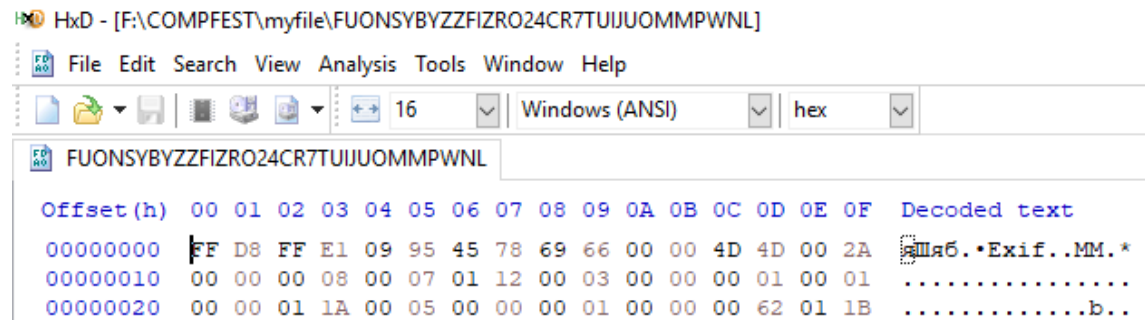 HxD - [F:\COMPFEST\myfile\FUONSYBYZZFIZRO24CR7TUIJUOMMPWNL]
File Edit Search View Analysis Tools Window Help
16 Windows (ANSI) hex
FUONSYBYZZFIZRO24CR7TUIJUOMMPWNL
Offset(h) 00 01 02 03 04 05 06 07 08 09 0A 0B 0C 0D 0E 0F Decoded text
00000000 FF D8 FF E1 09 95 45 78 69 66 00 00 4D 4D 00 2A яШяб.•Exif..MM.*
00000010 00 00 00 08 00 07 01 12 00 03 00 00 00 01 00 01 ................
00000020 00 00 01 1A 00 05 00 00 00 01 00 00 00 62 01 1B .............b..